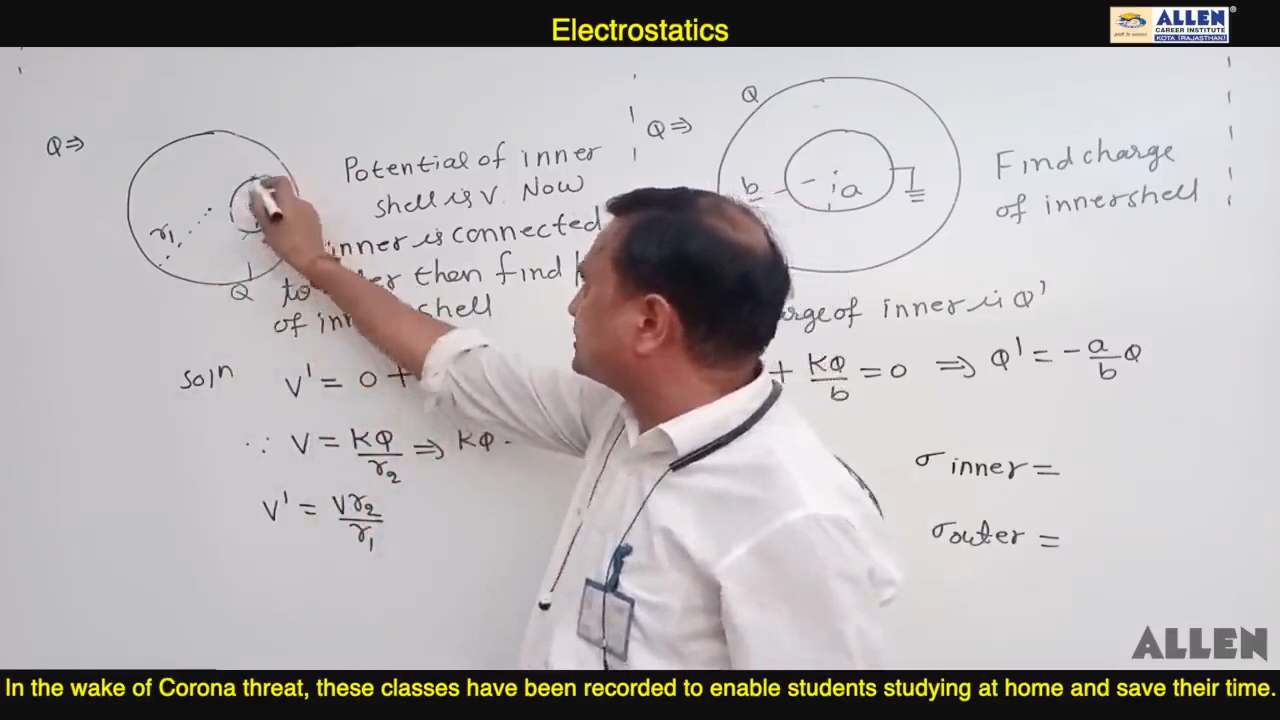 Electrostatics
ALLEN
CAREER INSTITUTE
KOTA (RAJASTHAN)
Q⇒
r₁
Q
Potential of inner
shell is V. Now
inner is connected
to then find
of shell
Soln
V' = 0 +
∵ V = KQ/r₂ ⇒ KQ
V' = Vr₂/r₁
Q⇒
Q
b
a
Find charge
of innershell
of inner is Q'
+ KQ/b = 0 ⇒ Q' = -a/b Q
σ inner =
σ outer =
ALLEN
In the wake of Corona threat, these classes have been recorded to enable students studying at home and save their time.